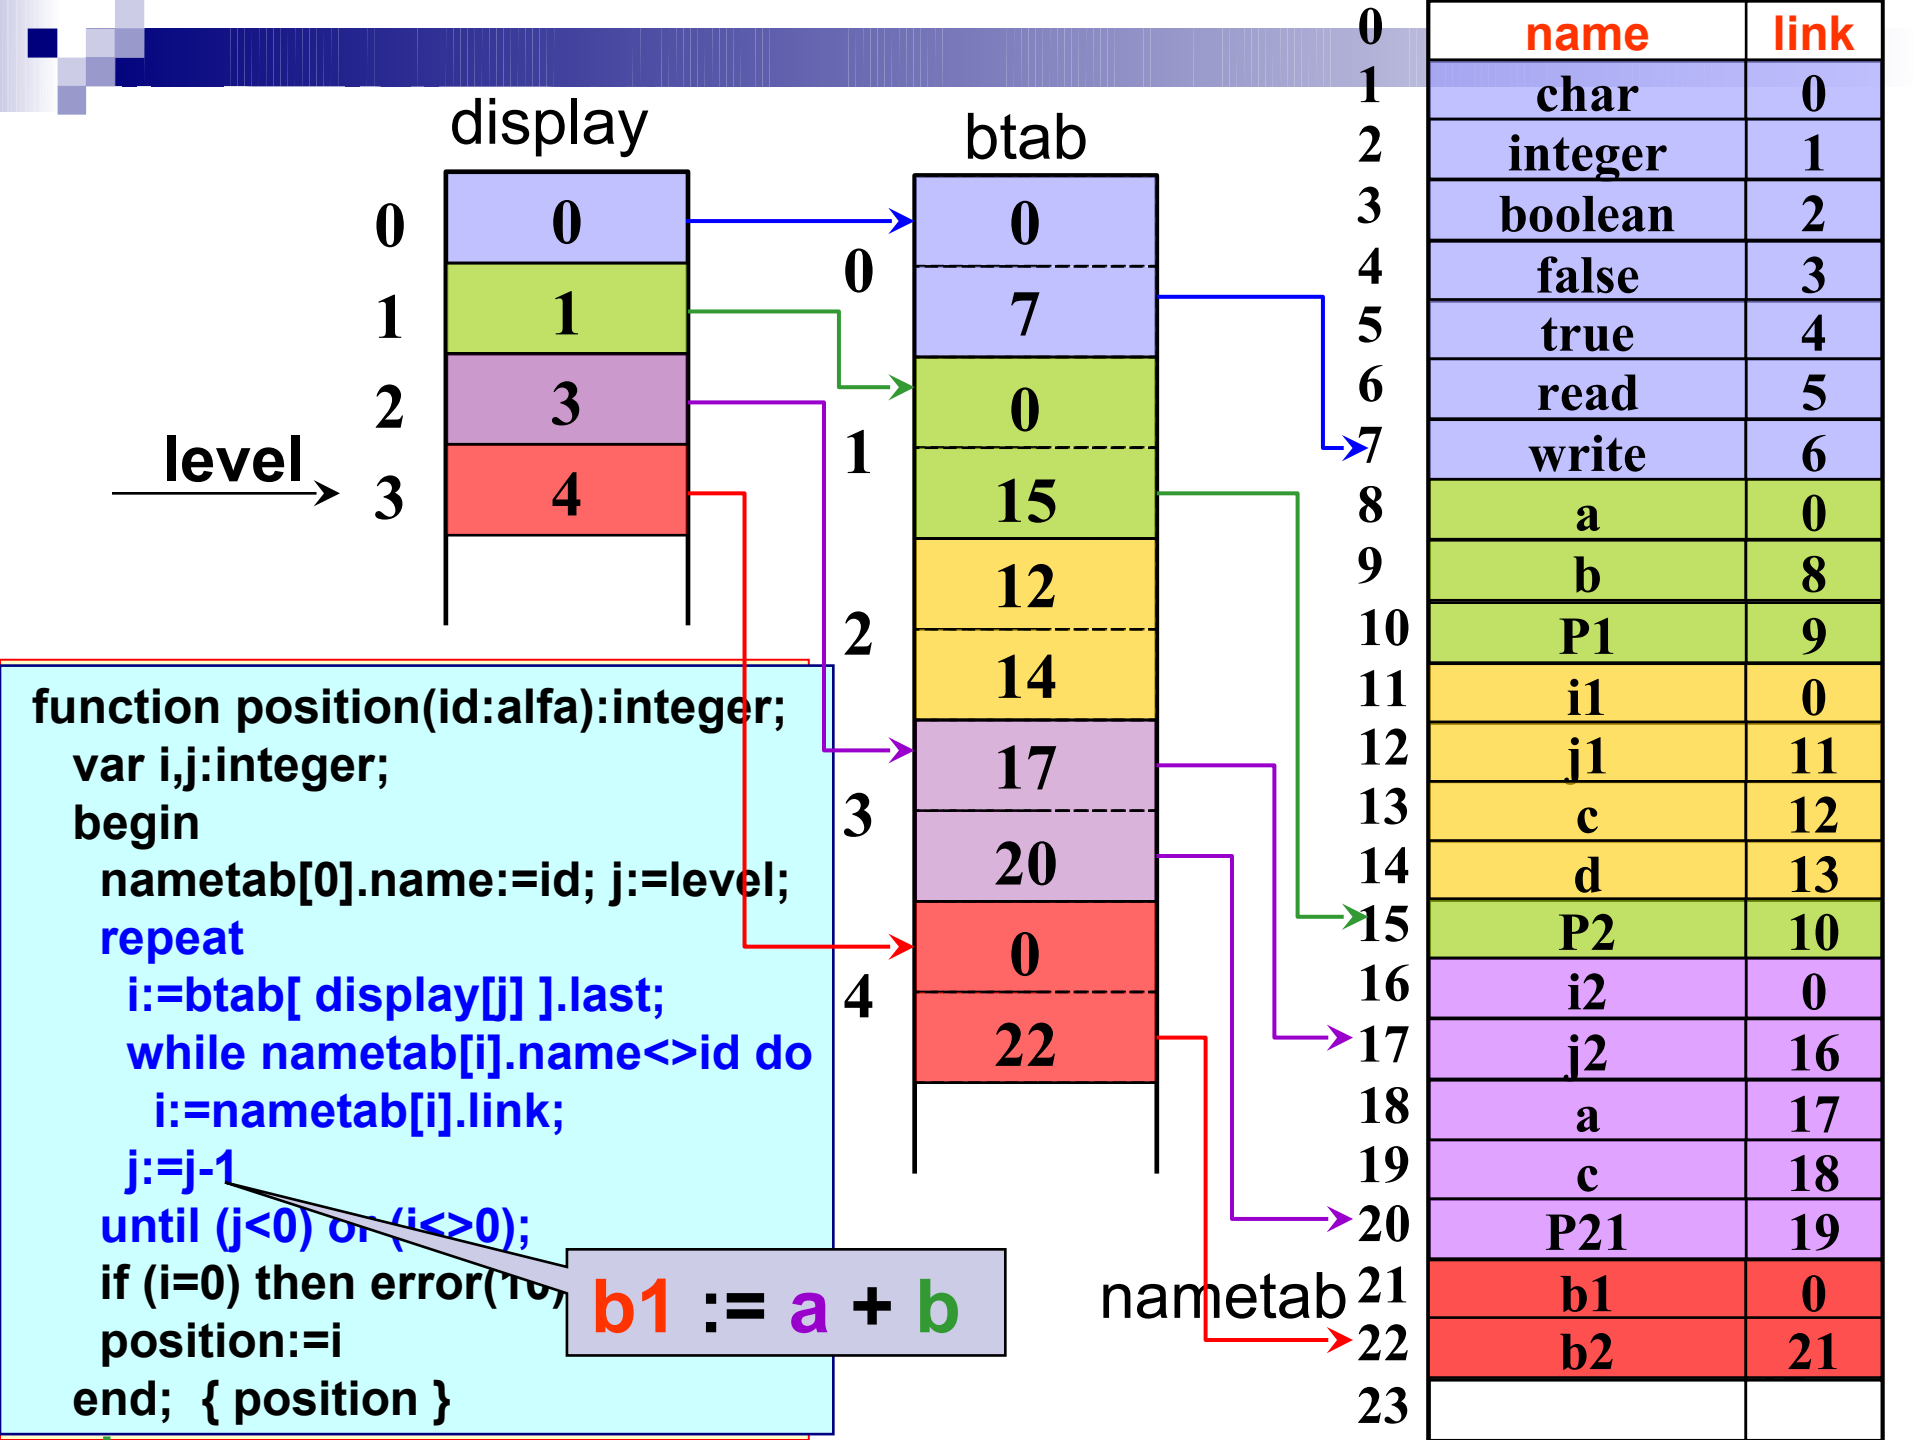 display
0 0
1 1
2 3
3 4
level
btab
0
0
7
1
0
15
2
12
14
3
17
20
4
0
22
function position(id:alfa):integer;
var i,j:integer;
begin
nametab[0].name:=id; j:=level;
repeat
i:=btab[ display[j] ].last;
while nametab[i].name<>id do
i:=nametab[i].link;
j:=j-1
until (j<0) or (i<>0);
if (i=0) then error(10)
position:=i
end; { position }
b1 := a + b
nametab
0 name link
1 char 0
2 integer 1
3 boolean 2
4 false 3
5 true 4
6 read 5
7 write 6
8 a 0
9 b 8
10 P1 9
11 i1 0
12 j1 11
13 c 12
14 d 13
15 P2 10
16 i2 0
17 j2 16
18 a 17
19 c 18
20 P21 19
21 b1 0
22 b2 21
23